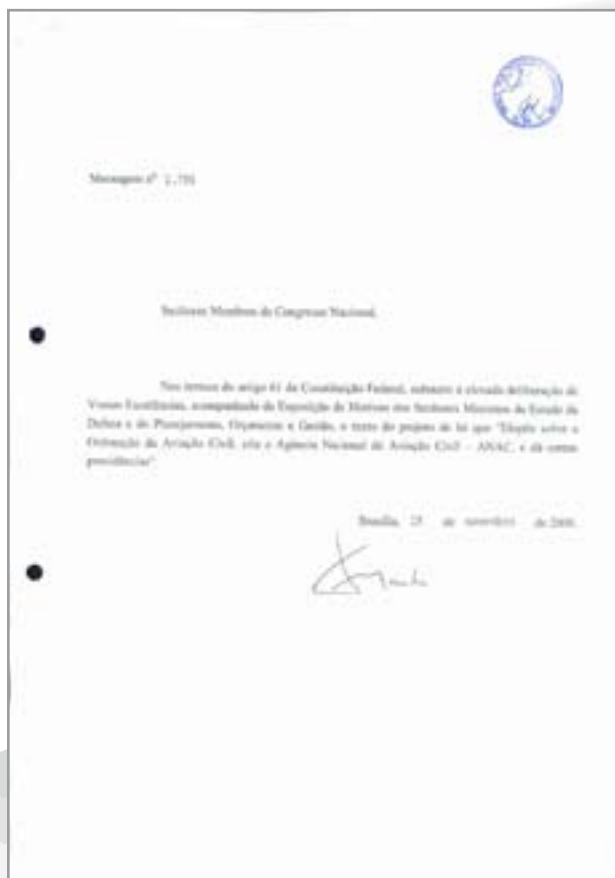 Mensagem nº
Senhores Membros do Congresso Nacional,
Nos termos do artigo 61 da Constituição Federal, submeto à elevada deliberação de
Vossas Excelências, acompanhado de Exposição de Motivos dos Senhores Ministros de Estado da
Defesa e do Planejamento, Orçamento e Gestão, o texto do projeto de lei que "Dispõe sobre a
Ordenação da Aviação Civil, cria a Agência Nacional de Aviação Civil – ANAC, e dá outras
providências".
Brasília, de novembro de 2000.